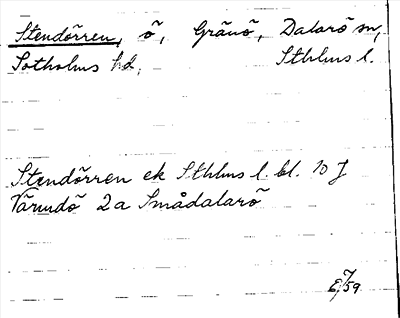 Stendörren, ö, Gränö, Dalarö sn,
Sotholms hd, Sthlms l.
Stendörren ek Sthlms l. bl. 10 J
Värmdö 2a Smådalarö
E,7/59